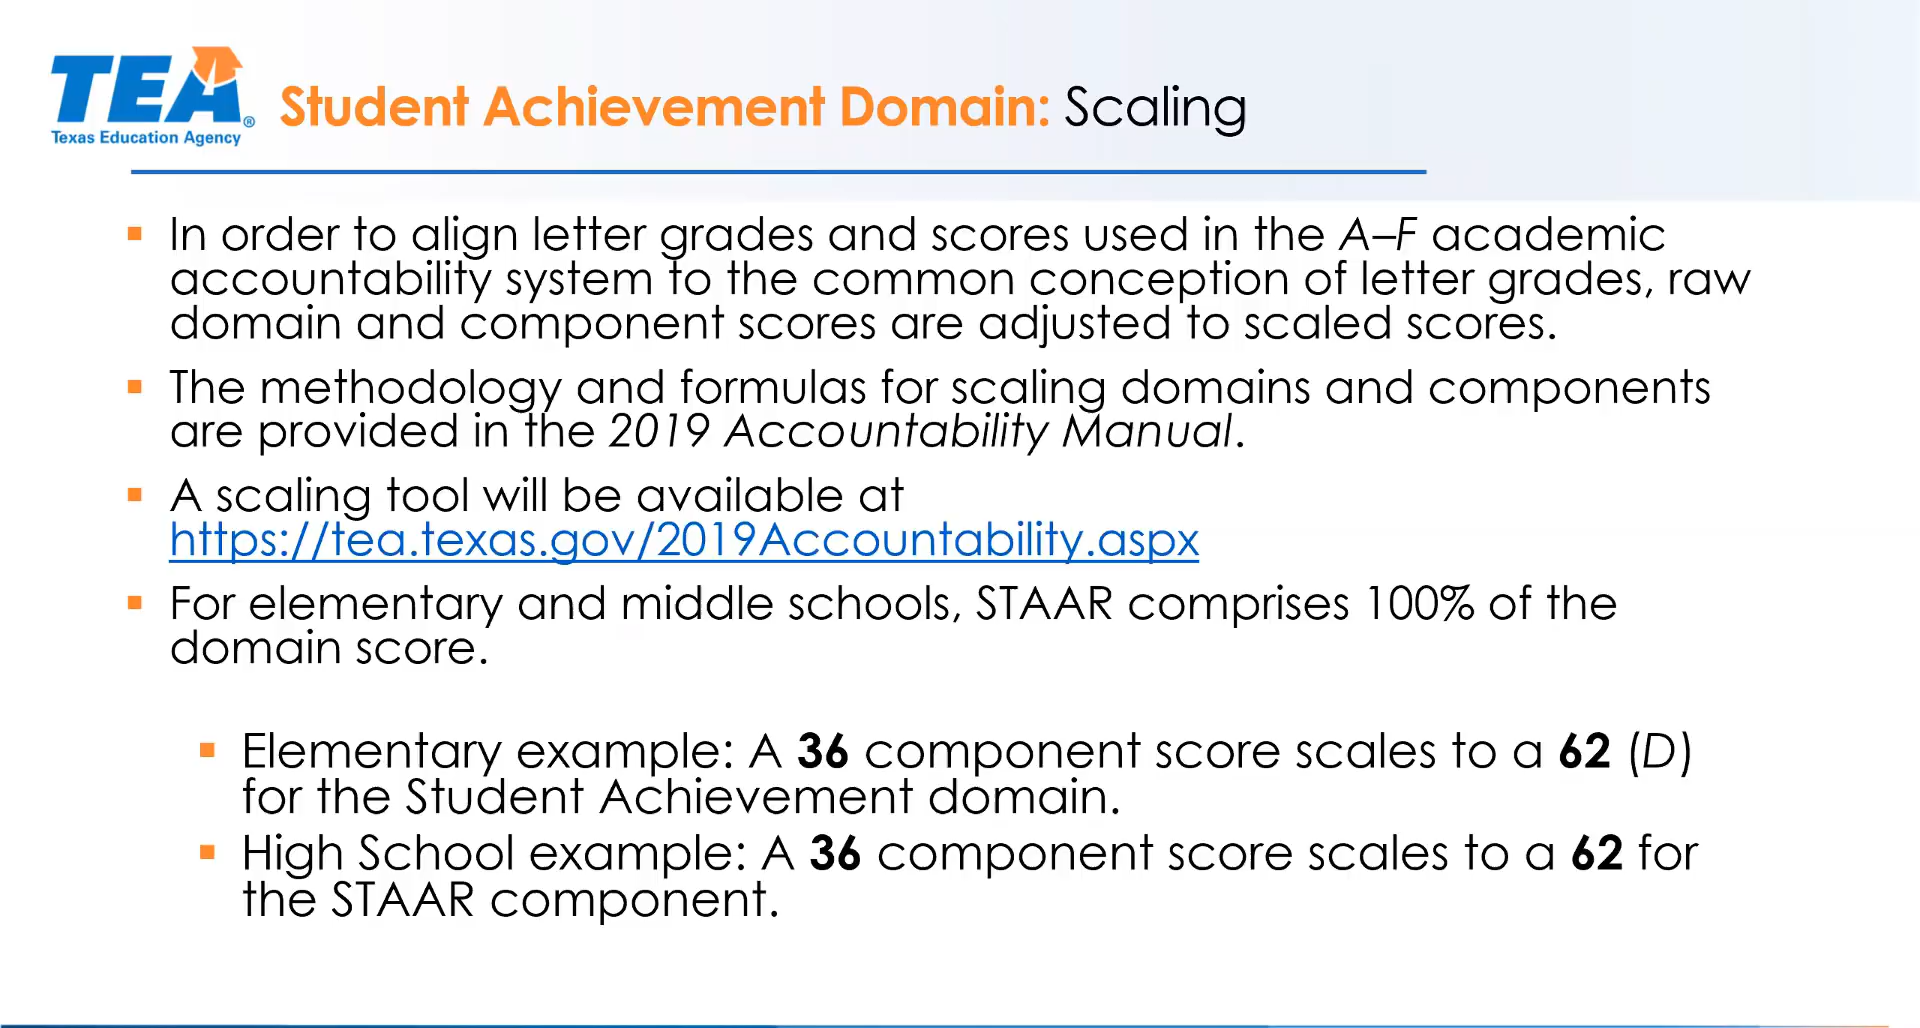 TEA®
Texas Education Agency
Student Achievement Domain: Scaling
▪ In order to align letter grades and scores used in the A–F academic
accountability system to the common conception of letter grades, raw
domain and component scores are adjusted to scaled scores.
▪ The methodology and formulas for scaling domains and components
are provided in the 2019 Accountability Manual.
▪ A scaling tool will be available at
https://tea.texas.gov/2019Accountability.aspx
▪ For elementary and middle schools, STAAR comprises 100% of the
domain score.
▪ Elementary example: A 36 component score scales to a 62 (D)
for the Student Achievement domain.
▪ High School example: A 36 component score scales to a 62 for
the STAAR component.